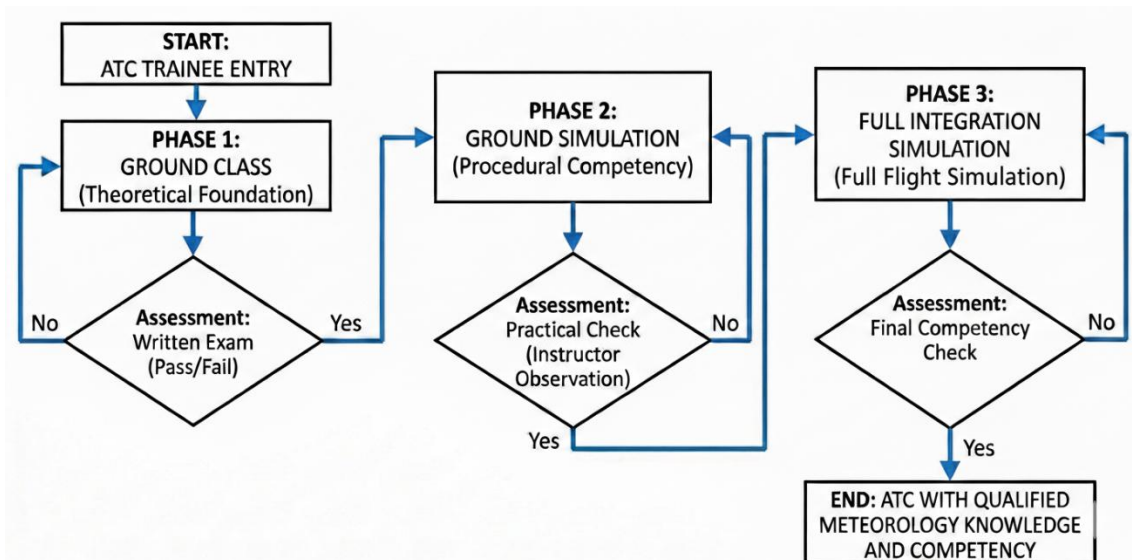 START:
ATC TRAINEE ENTRY
PHASE 1:
GROUND CLASS
(Theoretical Foundation)
No
Assessment:
Written Exam
(Pass/Fail)
Yes
PHASE 2:
GROUND SIMULATION
(Procedural Competency)
Assessment:
Practical Check
(Instructor
Observation)
No
Yes
PHASE 3:
FULL INTEGRATION
SIMULATION
(Full Flight Simulation)
Assessment:
Final Competency
Check
No
Yes
END: ATC WITH QUALIFIED
METEOROLOGY KNOWLEDGE
AND COMPETENCY